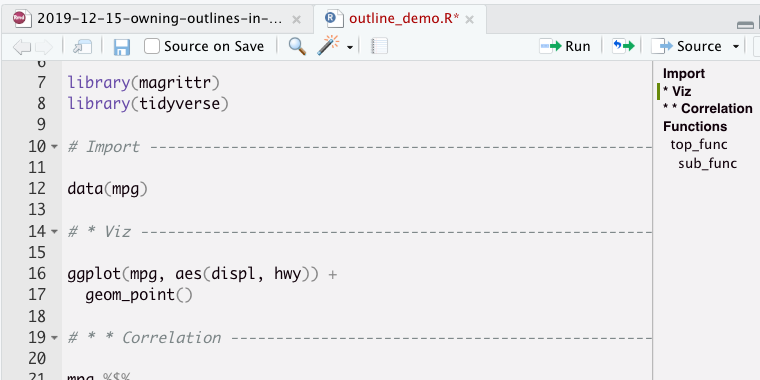 2019-12-15-owning-outlines-in-...
outline_demo.R*
Source on Save
Run
Source
6
7 library(magrittr)
8 library(tidyverse)
9
10 # Import --------------------------------------------------------
11
12 data(mpg)
13
14 # * Viz ---------------------------------------------------------
15
16 ggplot(mpg, aes(displ, hwy)) +
17 geom_point()
18
19 # * * Correlation -----------------------------------------------
20
21 mpg %$%
Import
* Viz
* * Correlation
Functions
top_func
sub_func